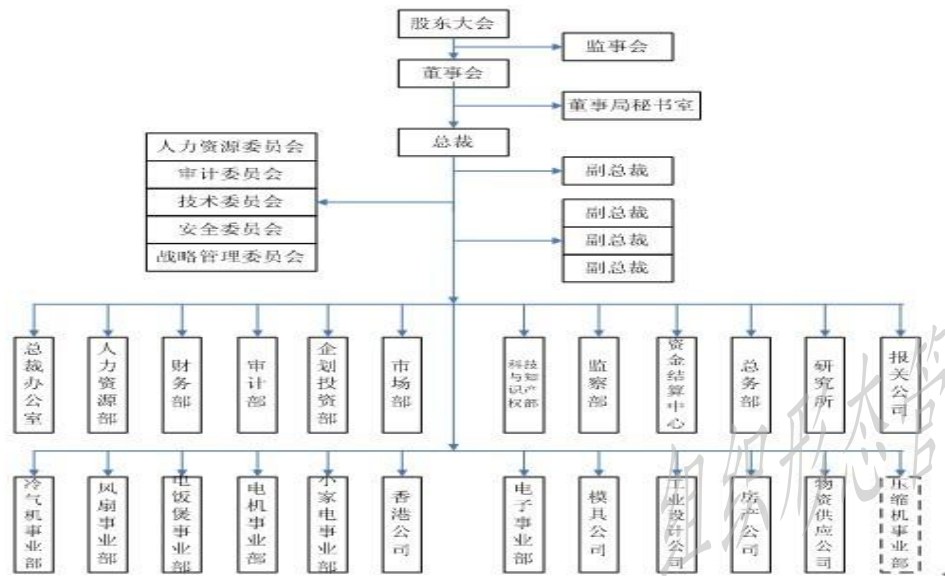 股东大会
监事会
董事会
董事局秘书室
总裁
人力资源委员会
审计委员会
技术委员会
安全委员会
战略管理委员会
副总裁
副总裁
副总裁
副总裁
总裁办公室
人力资源部
财务部
审计部
企划投资部
市场部
科技与知识产权部
监察部
资金结算中心
总务部
研究所
报关公司
冷气机事业部
风扇事业部
电饭煲事业部
电机事业部
小家电事业部
香港公司
电子事业部
模具公司
工业设计公司
房产公司
物资供应公司
压缩机事业部